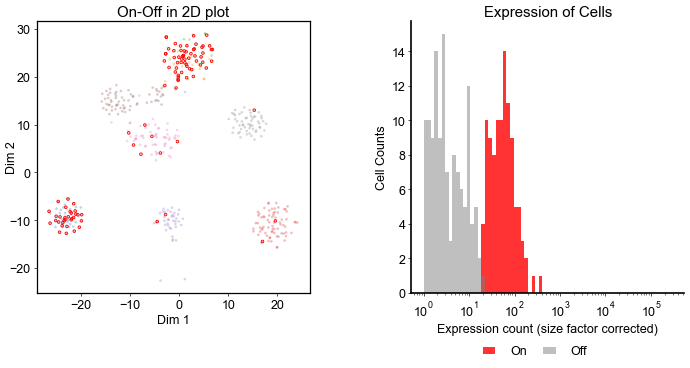 On-Off in 2D plot
30
20
10
0
−10
−20
Dim 2
−20 −10 0 10 20
Dim 1
Expression of Cells
14
12
10
8
6
4
2
0
Cell Counts
10⁰ 10¹ 10² 10³ 10⁴ 10⁵
Expression count (size factor corrected)
On Off